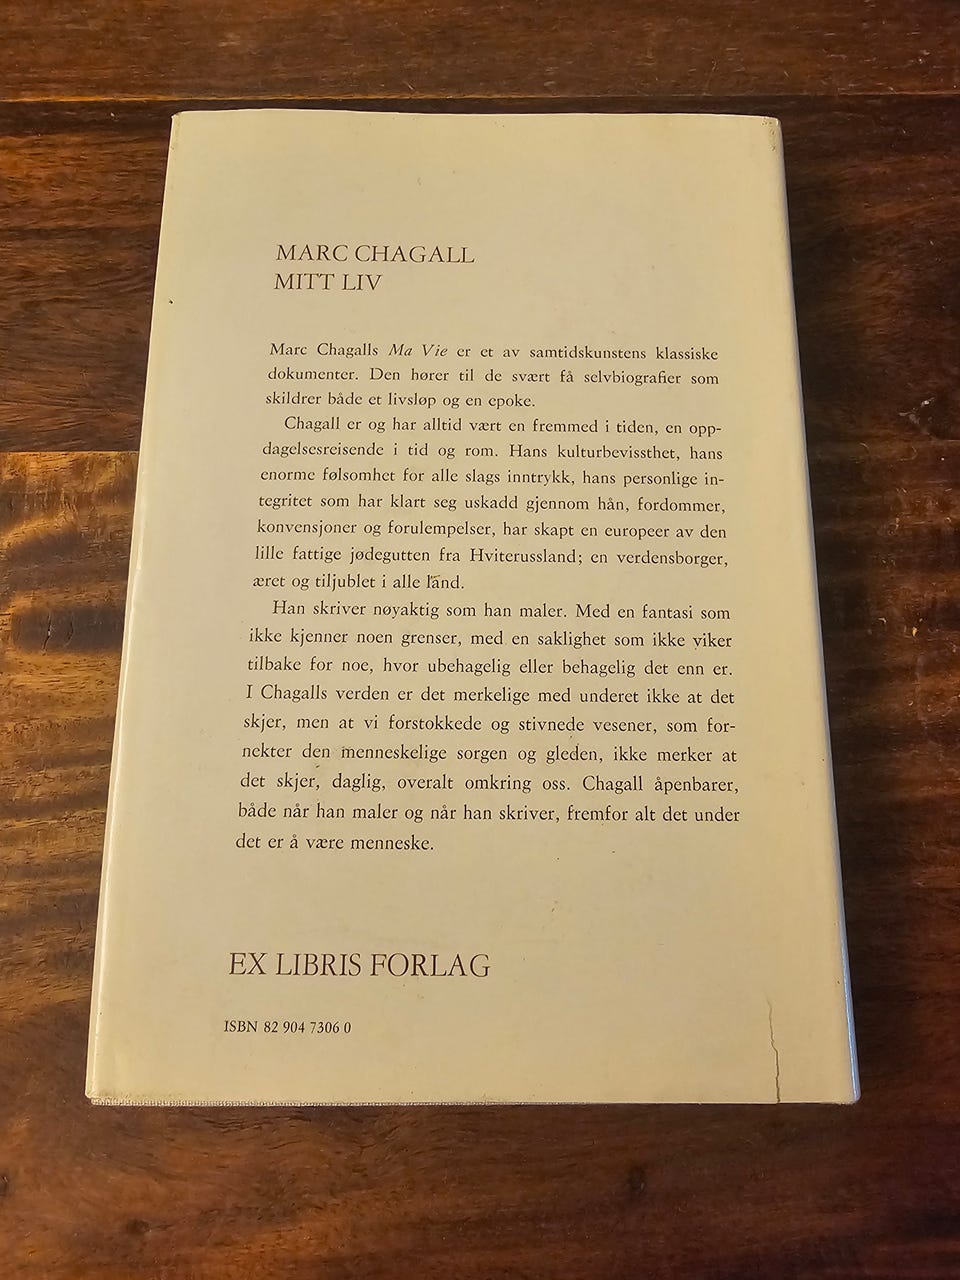 MARC CHAGALL
MITT LIV
Marc Chagalls Ma Vie er et av samtidskunstens klassiske
dokumenter. Den hører til de svært få selvbiografier som
skildrer både et livsløp og en epoke.
Chagall er og har alltid vært en fremmed i tiden, en opp-
dagelsesreisende i tid og rom. Hans kulturbevissthet, hans
enorme følsomhet for alle slags inntrykk, hans personlige in-
tegritet som har klart seg uskadd gjennom hån, fordommer,
konvensjoner og forulempelser, har skapt en europeer av den
lille fattige jødegutten fra Hviterussland; en verdensborger,
æret og tiljublet i alle land.
Han skriver nøyaktig som han maler. Med en fantasi som
ikke kjenner noen grenser, med en saklighet som ikke viker
tilbake for noe, hvor ubehagelig eller behagelig det enn er.
I Chagalls verden er det merkelige med underet ikke at det
skjer, men at vi forstokkede og stivnede vesener, som for-
nekter den menneskelige sorgen og gleden, ikke merker at
det skjer, daglig, overalt omkring oss. Chagall åpenbarer,
både når han maler og når han skriver, fremfor alt det under
det er å være menneske.
EX LIBRIS FORLAG
ISBN 82 904 7306 0